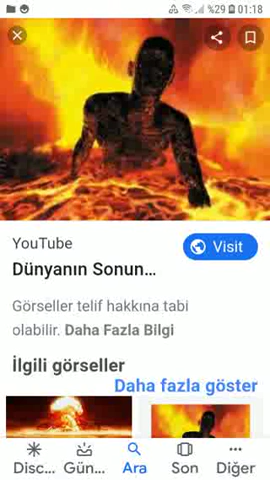 %29 01:18
YouTube
Visit
Dünyanın Sonun...
Görseller telif hakkına tabi
olabilir. Daha Fazla Bilgi
İlgili görseller
Daha fazla göster
Disc... Gün... Ara Son Diğer